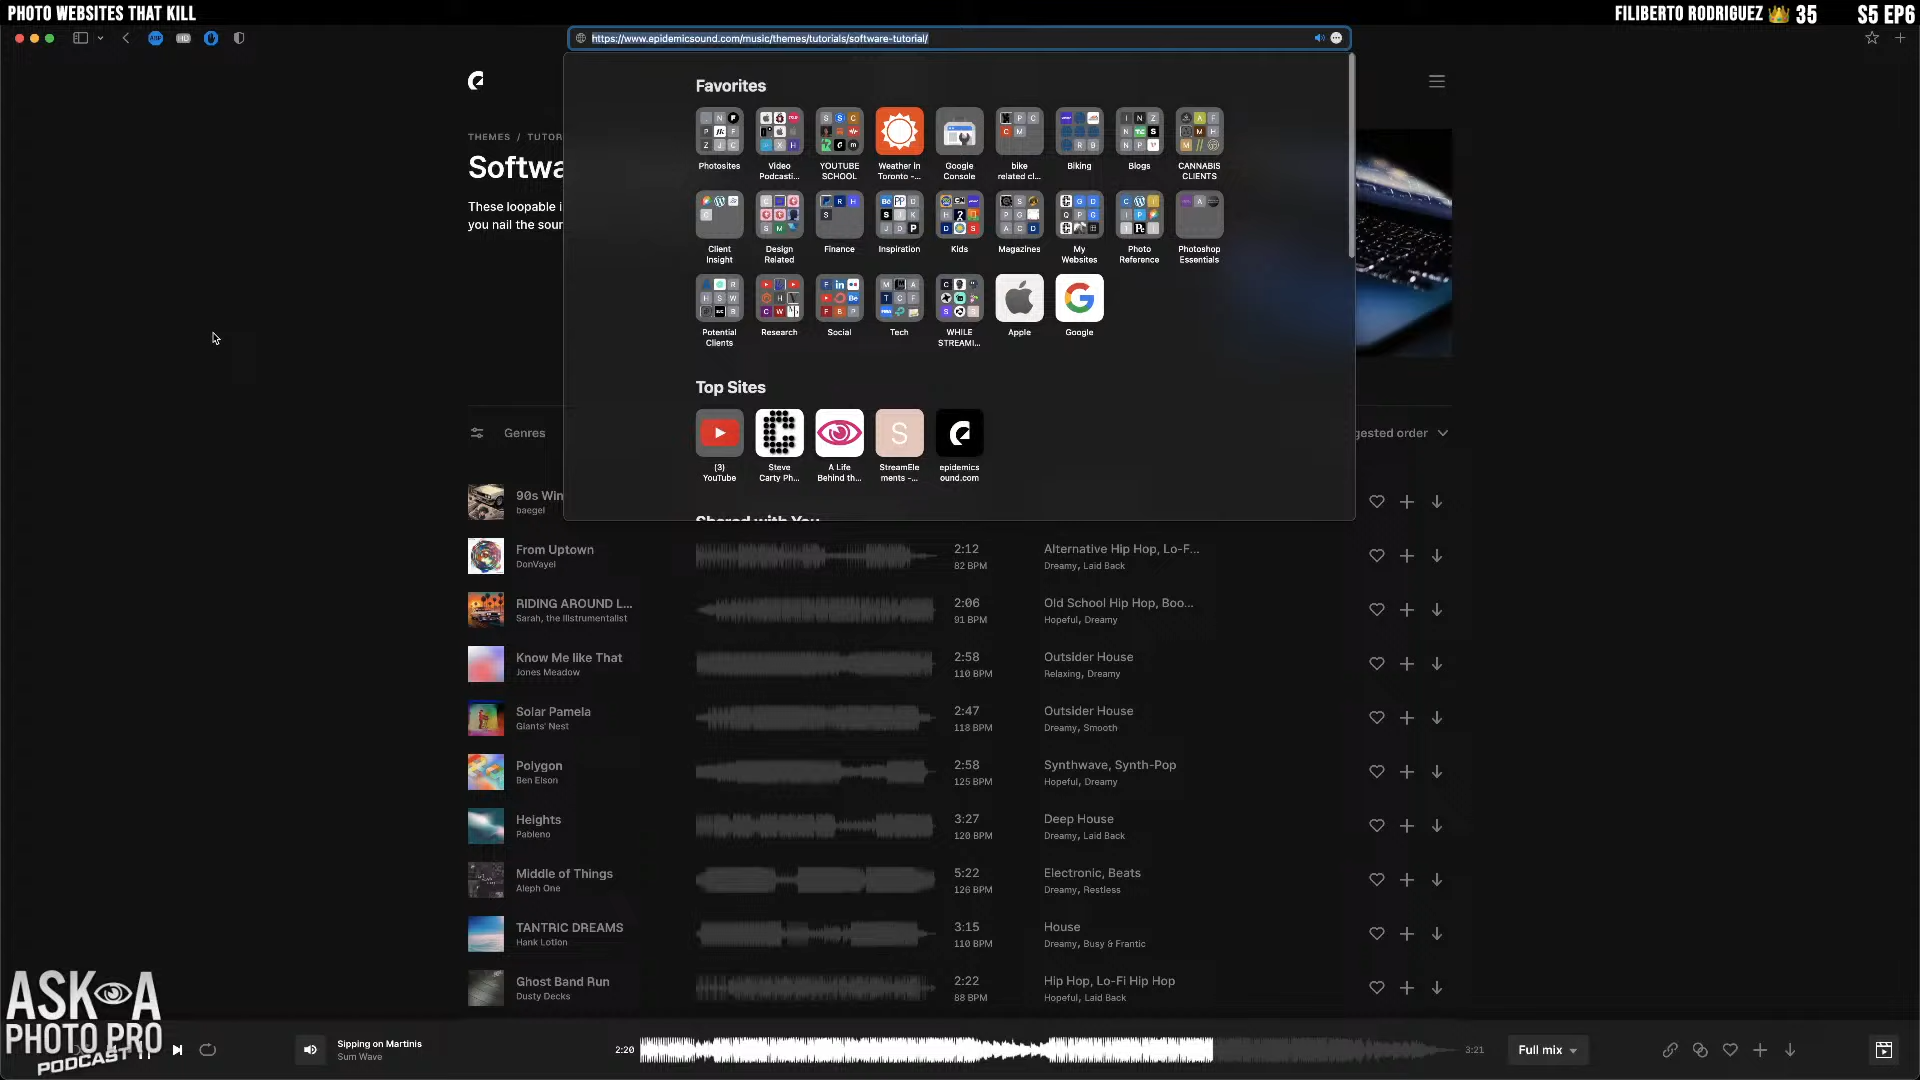 PHOTO WEBSITES THAT KILL
FILIBERTO RODRIGUEZ 👑 35 S5 EP6
https://www.epidemicsound.com/music/themes/tutorials/software-tutorial/
THEMES / TUTOR
Softwa
These loopable i
you nail the soun
Favorites
Photosites
Video Podcasti...
YOUTUBE SCHOOL
Weather in Toronto -...
Google Console
bike related cl...
Biking
Blogs
CANNABIS CLIENTS
Client Insight
Design Related
Finance
Inspiration
Kids
Magazines
My Websites
Photo Reference
Photoshop Essentials
Potential Clients
Research
Social
Tech
WHILE STREAMI...
Apple
Google
Top Sites
(3) YouTube
Steve Carty Ph...
A Life Behind th...
StreamEle ments -...
epidemics ound.com
Shared with You
Genres
gested order
90s Win
baegel
From Uptown
DonVayei
2:12
82 BPM
Alternative Hip Hop, Lo-F...
Dreamy, Laid Back
RIDING AROUND L...
Sarah, the Illstrumentalist
2:06
91 BPM
Old School Hip Hop, Boo...
Hopeful, Dreamy
Know Me like That
Jones Meadow
2:58
110 BPM
Outsider House
Relaxing, Dreamy
Solar Pamela
Giants' Nest
2:47
118 BPM
Outsider House
Dreamy, Smooth
Polygon
Ben Elson
2:58
125 BPM
Synthwave, Synth-Pop
Hopeful, Dreamy
Heights
Pableno
3:27
120 BPM
Deep House
Dreamy, Laid Back
Middle of Things
Aleph One
5:22
126 BPM
Electronic, Beats
Dreamy, Restless
TANTRIC DREAMS
Hank Lotion
3:15
110 BPM
House
Dreamy, Busy & Frantic
Ghost Band Run
Dusty Decks
2:22
88 BPM
Hip Hop, Lo-Fi Hip Hop
Hopeful, Laid Back
ASK A
PHOTO PRO
PODCAST
Sipping on Martinis
Sum Wave
2:20
3:21
Full mix